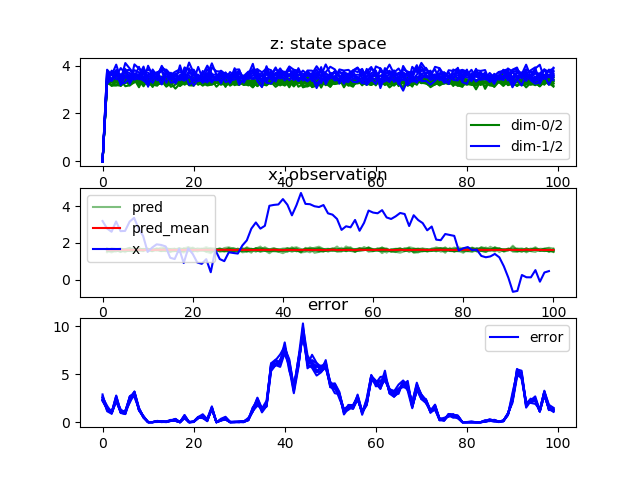 z: state space
4
2
0
dim-0/2
dim-1/2
0 20 40 60 80 100
x: observation
4
2
0
pred
pred_mean
x
0 20 40 60 80 100
error
10
5
0
error
0 20 40 60 80 100